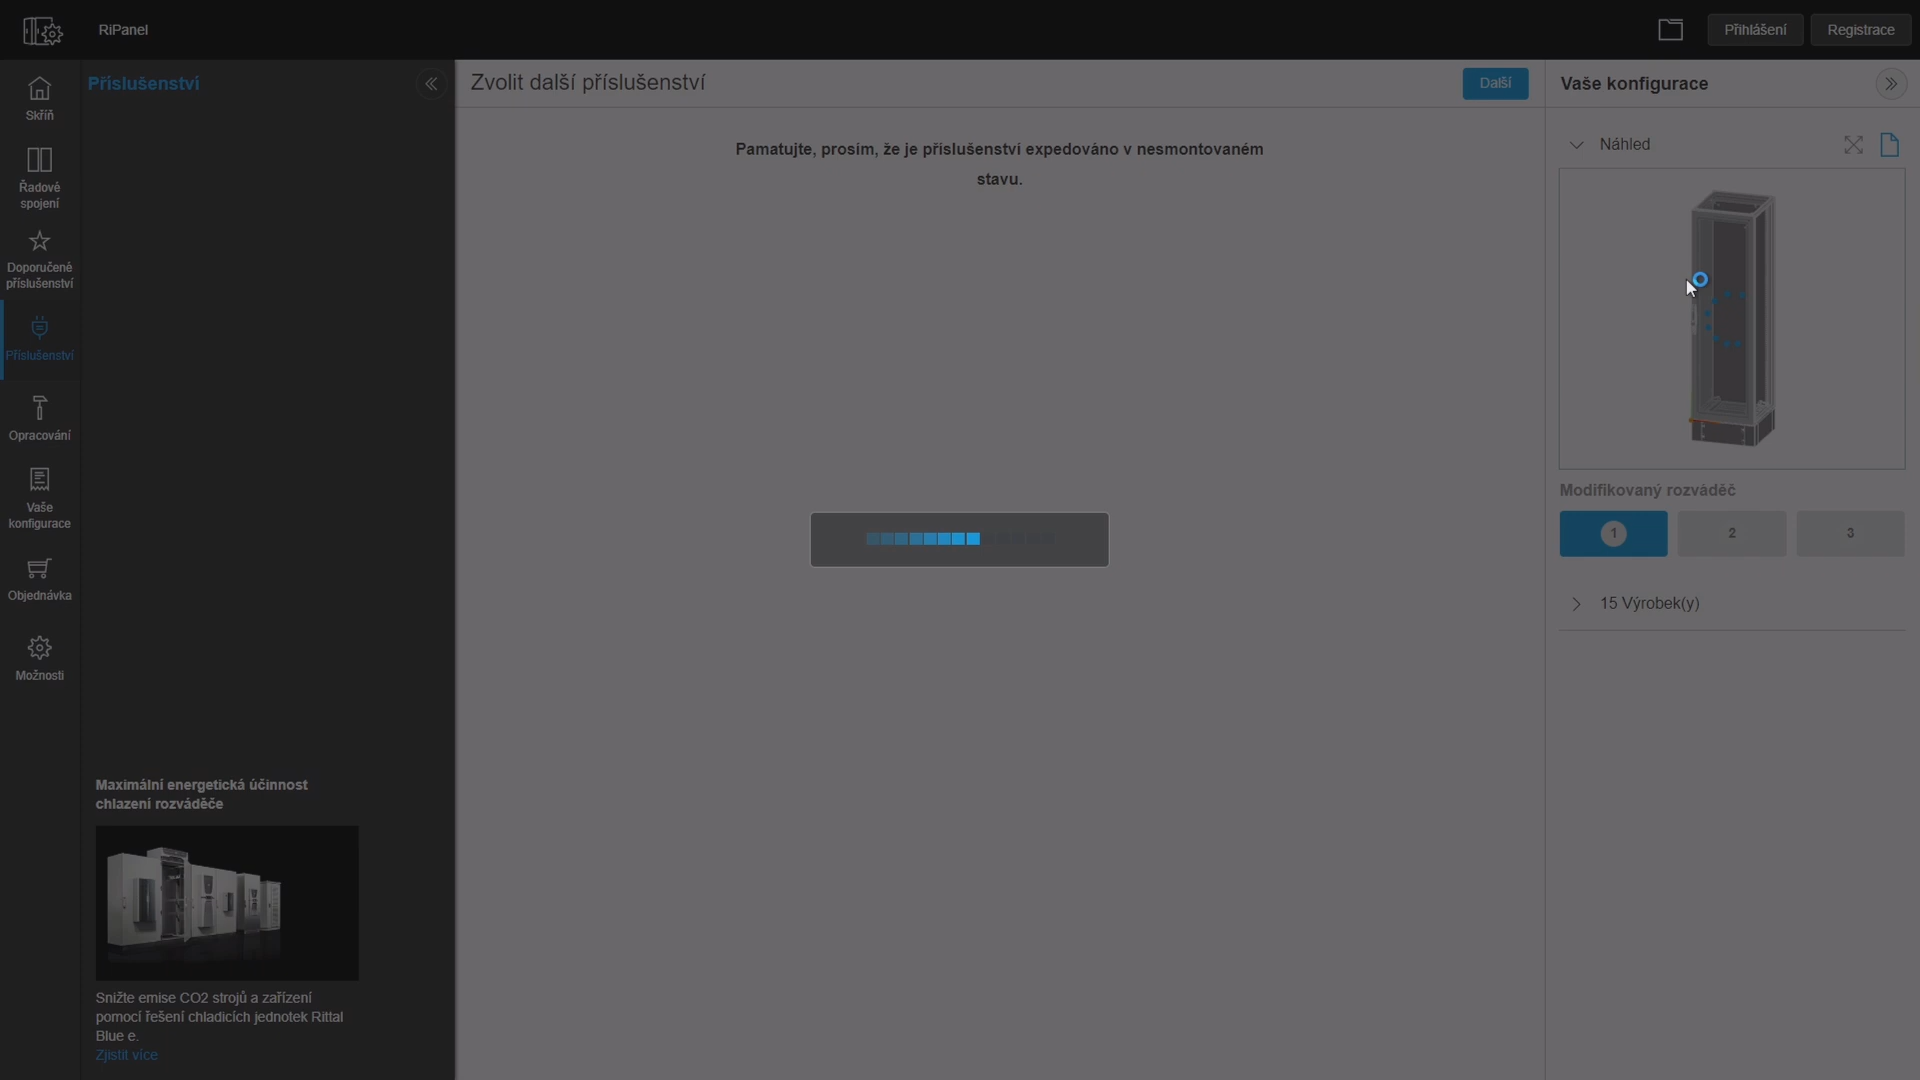 RiPanel
Přihlášení
Registrace
Skříň
Řadové
spojení
Doporučené
příslušenství
Příslušenství
Opracování
Vaše
konfigurace
Objednávka
Možnosti
Příslušenství
Maximální energetická účinnost
chlazení rozváděče
Snižte emise CO2 strojů a zařízení
pomocí řešení chladicích jednotek Rittal
Blue e.
Zjistit více
Zvolit další příslušenství
Další
Pamatujte, prosím, že je příslušenství expedováno v nesmontovaném
stavu.
Vaše konfigurace
Náhled
Modifikovaný rozváděč
1
2
3
15 Výrobek(y)